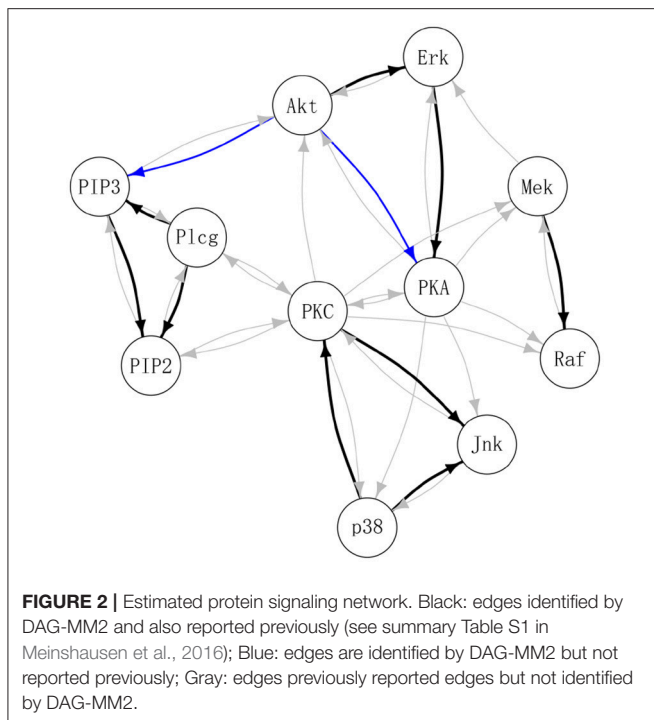 Erk
Akt
Mek
PIP3
Plcg
PKA
PKC
Raf
PIP2
Jnk
p38
FIGURE 2 | Estimated protein signaling network. Black: edges identified by
DAG-MM2 and also reported previously (see summary Table S1 in
Meinshausen et al., 2016); Blue: edges are identified by DAG-MM2 but not
reported previously; Gray: edges previously reported edges but not identified
by DAG-MM2.